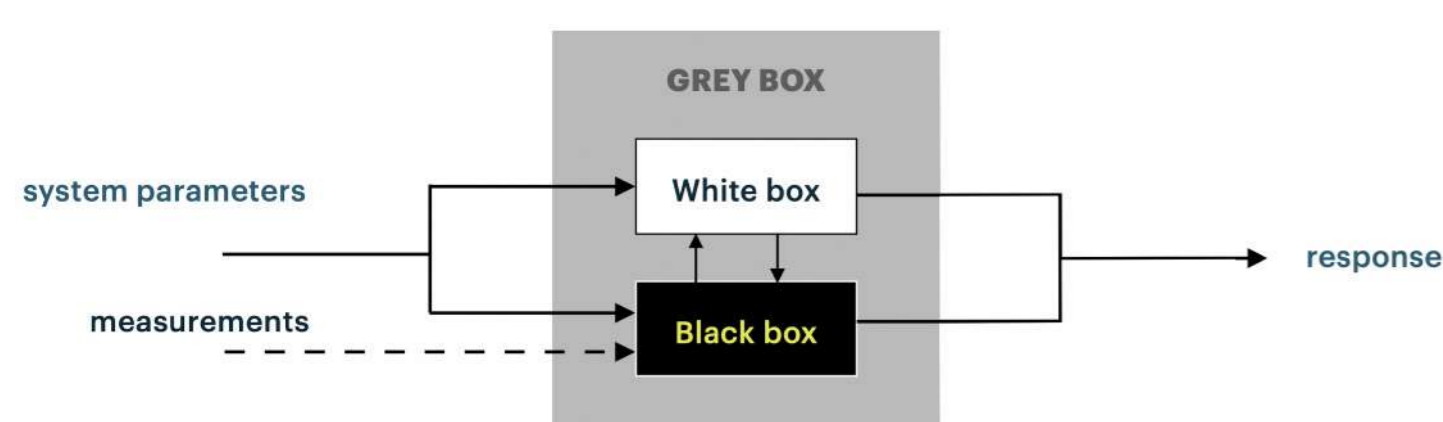 GREY BOX
system parameters
White box
response
measurements
Black box